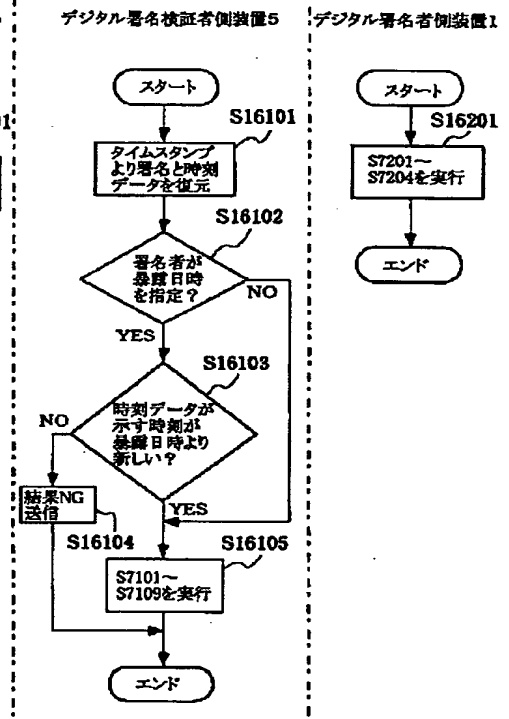 デジタル署名検証者側装置5
スタート
S16101
タイムスタンプ
より署名と時刻
データを復元
S16102
署名者が
暴露日時
を指定?
NO
YES
S16103
時刻データが
示す時刻が
暴露日時より
新しい?
NO
YES
結果NG
送信
S16104
S16105
S7101~
S7109を実行
エンド
デジタル署名者側装置1
スタート
S16201
S7201~
S7204を実行
エンド